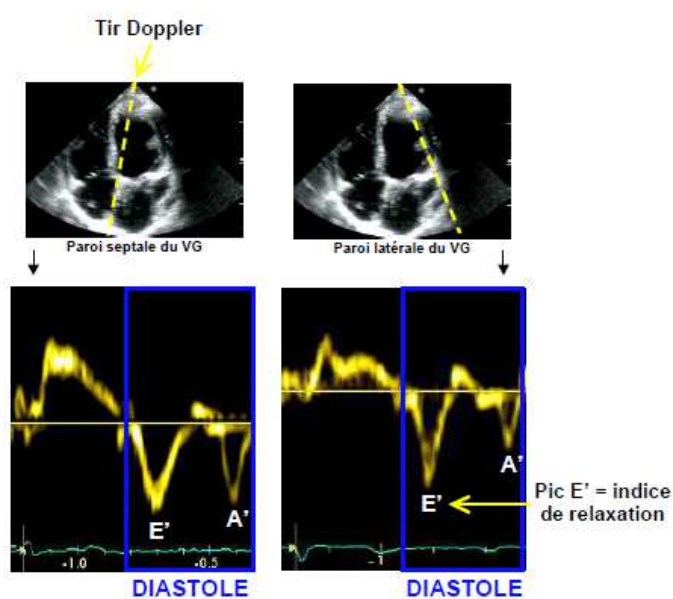 Tir Doppler
Paroi septale du VG
Paroi latérale du VG
E'
A'
-1.0
-0.5
DIASTOLE
E'
A'
-1
DIASTOLE
Pic E' = indice
de relaxation